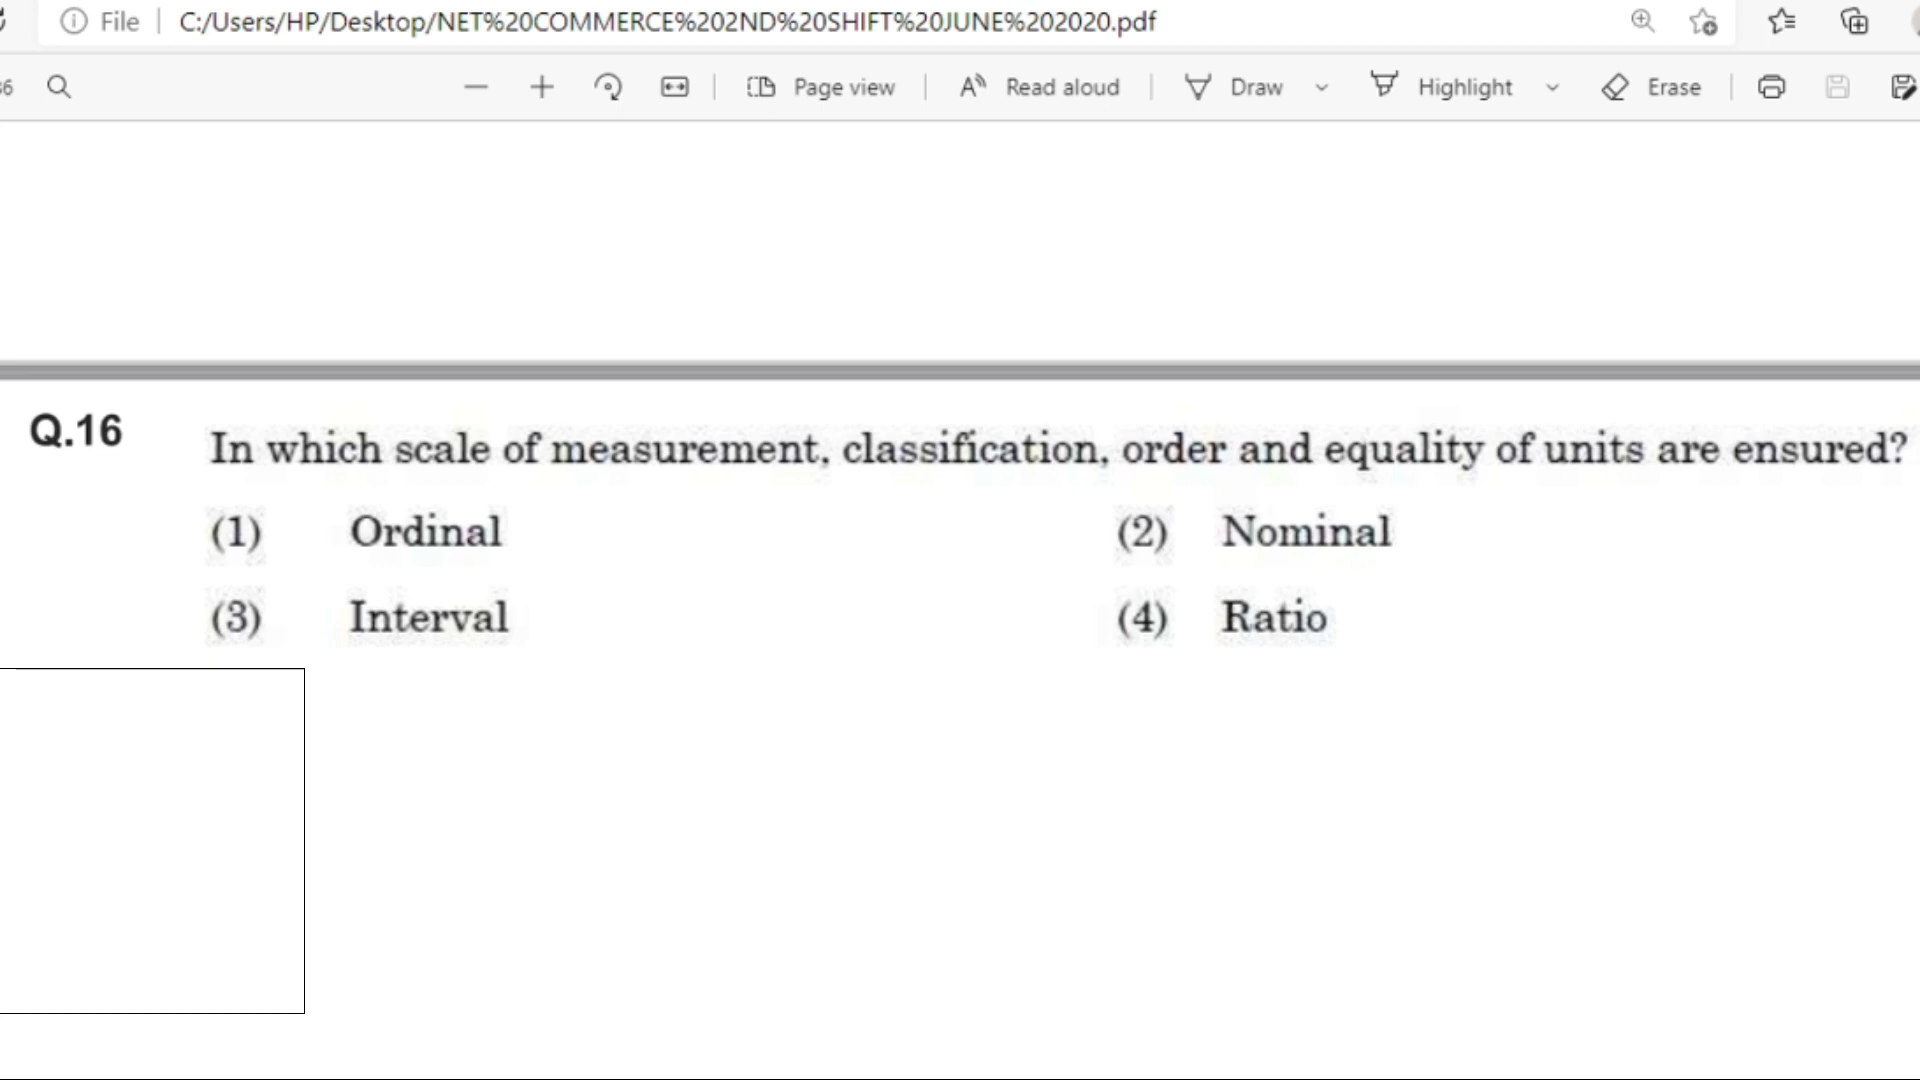 File | C:/Users/HP/Desktop/NET%20COMMERCE%202ND%20SHIFT%20JUNE%202020.pdf
Page view | Read aloud | Draw Highlight Erase
Q.16 In which scale of measurement, classification, order and equality of units are ensured?
(1) Ordinal (2) Nominal
(3) Interval (4) Ratio